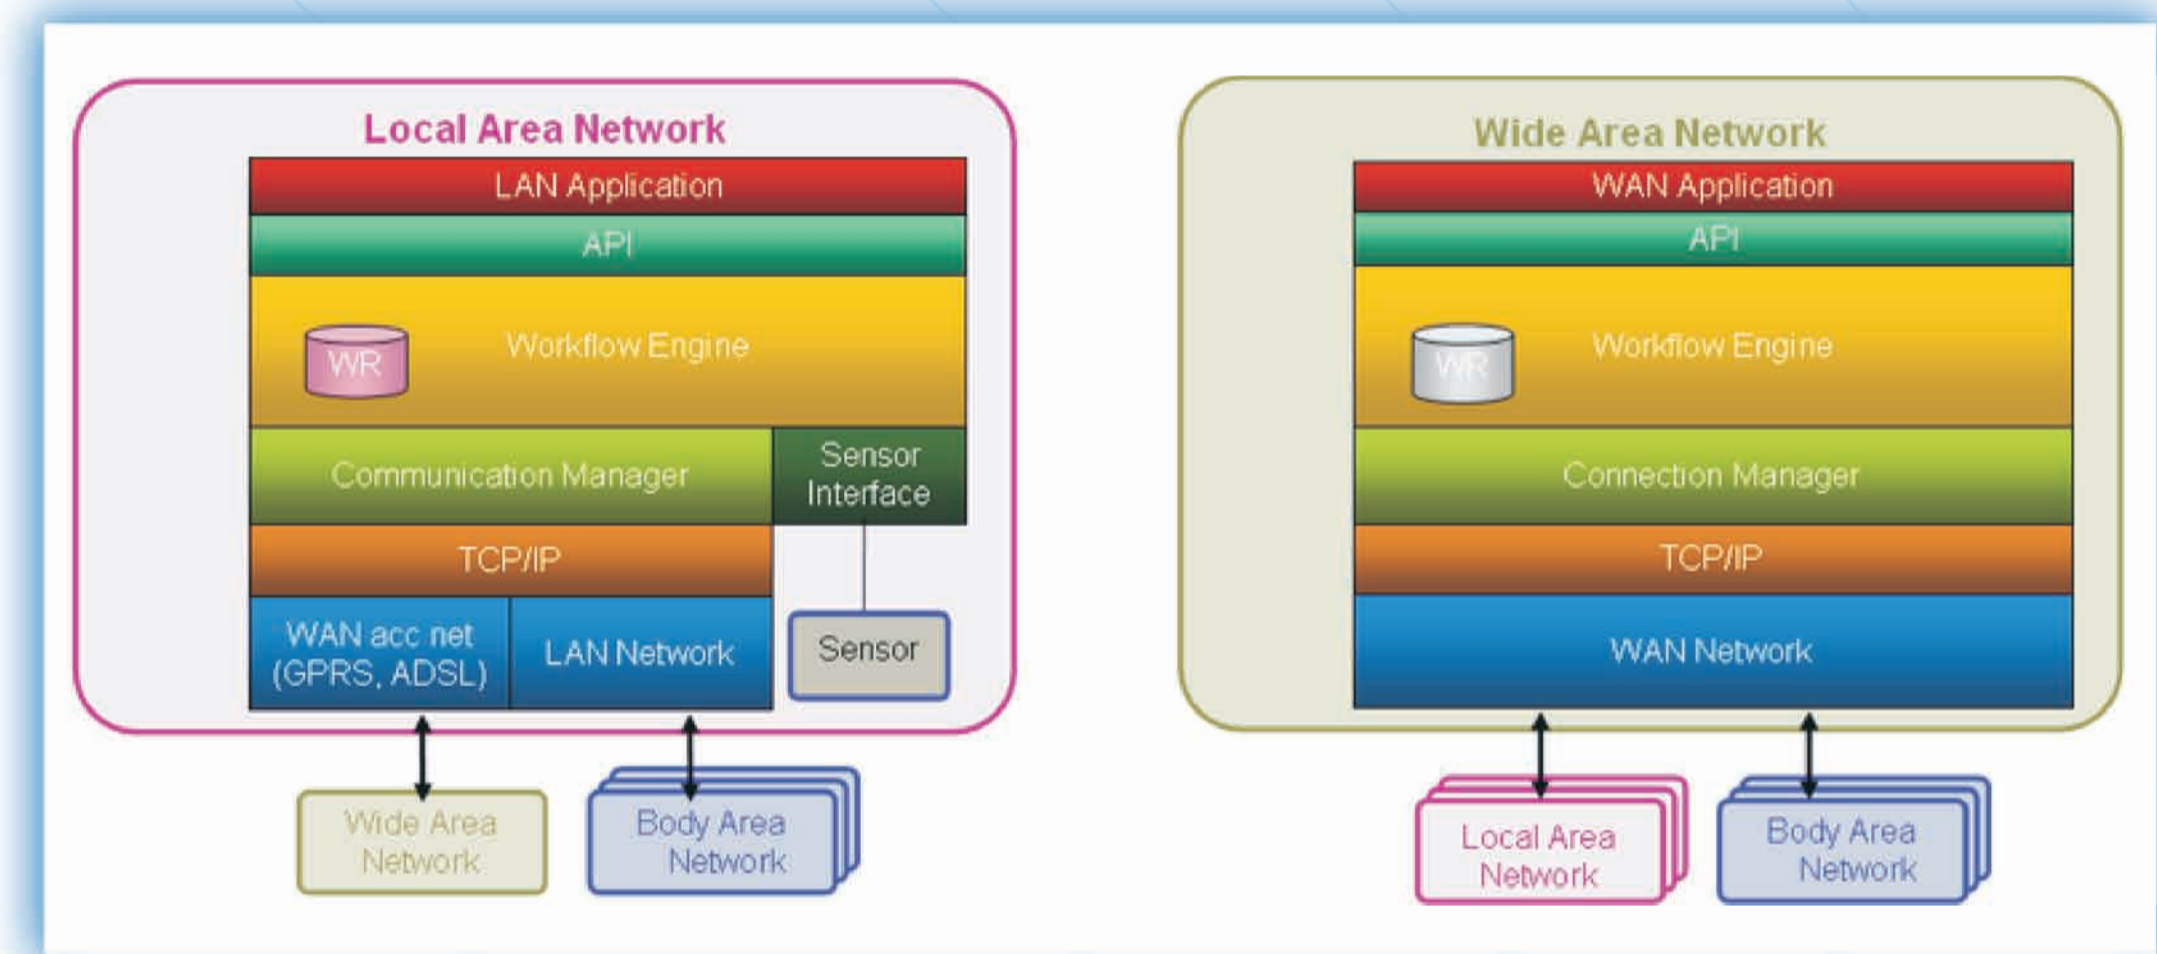 Local Area Network
LAN Application
API
WR
Workflow Engine
Communication Manager
Sensor
Interface
TCP/IP
WAN acc net
(GPRS, ADSL)
LAN Network
Sensor
Wide Area
Network
Body Area
Network
Wide Area Network
WAN Application
API
WR
Workflow Engine
Connection Manager
TCP/IP
WAN Network
Local Area
Network
Body Area
Network